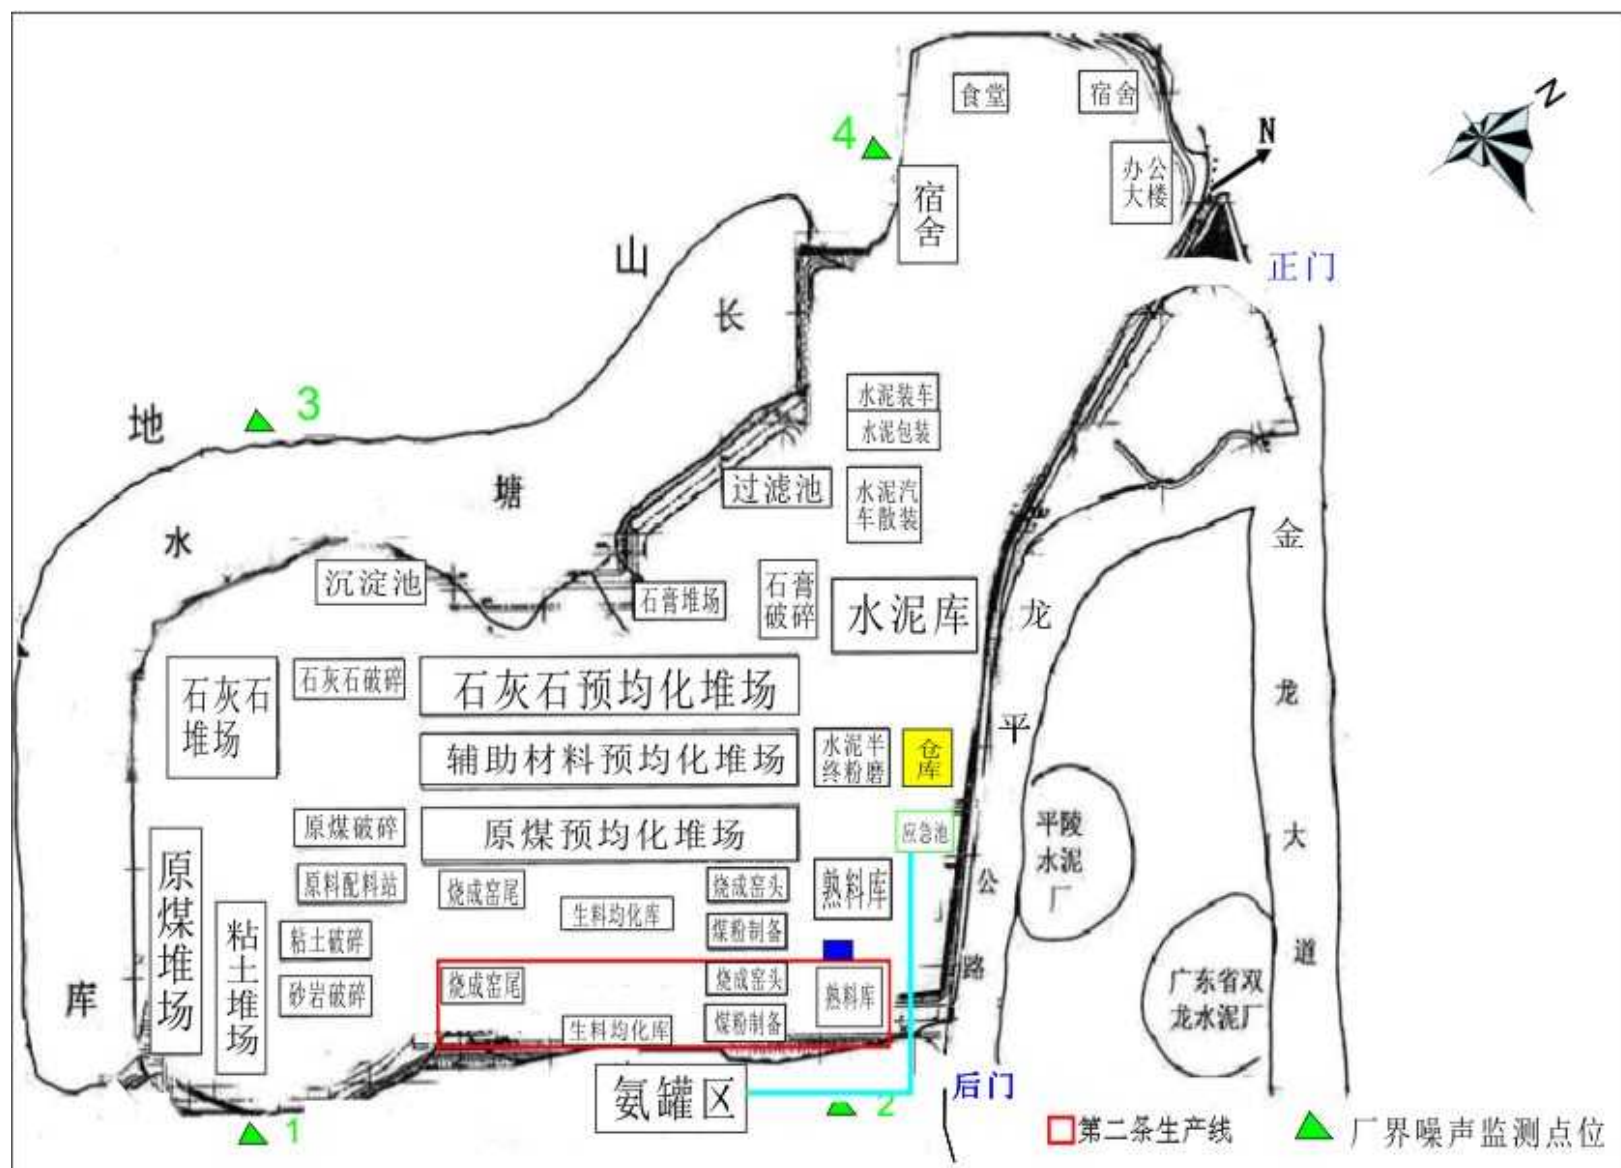 食堂
宿舍
Z
4
N
办公
大楼
宿
舍
正门
山
长
3
地
水泥装车
水泥包装
塘
过滤池
水泥汽
车散装
水
金
沉淀池
石膏堆场
石膏
破碎
水泥库
龙
石灰石
堆场
石灰石破碎
石灰石预均化堆场
龙
平
辅助材料预均化堆场
水泥半
终粉磨
仓
库
原煤破碎
原煤预均化堆场
应急池
平陵
水泥
厂
大
原煤堆场
原料配料站
烧成窑尾
烧成窑头
熟料库
公
粘土堆场
粘土破碎
生料均化库
煤粉制备
道
库
砂岩破碎
烧成窑尾
烧成窑头
熟料库
路
广东省双
龙水泥厂
生料均化库
煤粉制备
氨罐区
后门
1
2
第二条生产线
厂界噪声监测点位